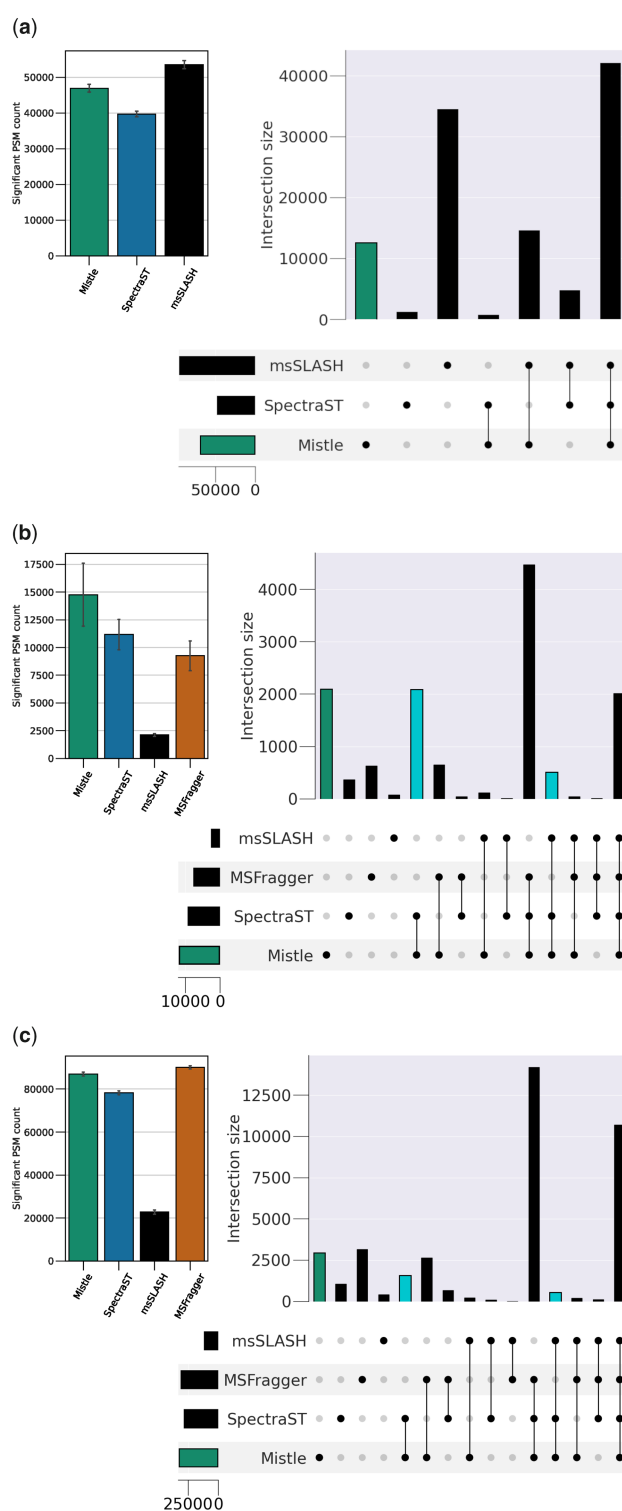 (a)
Significant PSM count
50000
40000
30000
20000
10000
0
Mistle
SpectraST
msSLASH
Intersection size
40000
30000
20000
10000
0
msSLASH
SpectraST
Mistle
50000 0
(b)
Significant PSM count
17500
15000
12500
10000
7500
5000
2500
0
Mistle
SpectraST
msSLASH
MSFragger
Intersection size
4000
3000
2000
1000
0
msSLASH
MSFragger
SpectraST
Mistle
10000 0
(c)
Significant PSM count
80000
60000
40000
20000
0
Mistle
SpectraST
msSLASH
MSFragger
Intersection size
12500
10000
7500
5000
2500
0
msSLASH
MSFragger
SpectraST
Mistle
250000